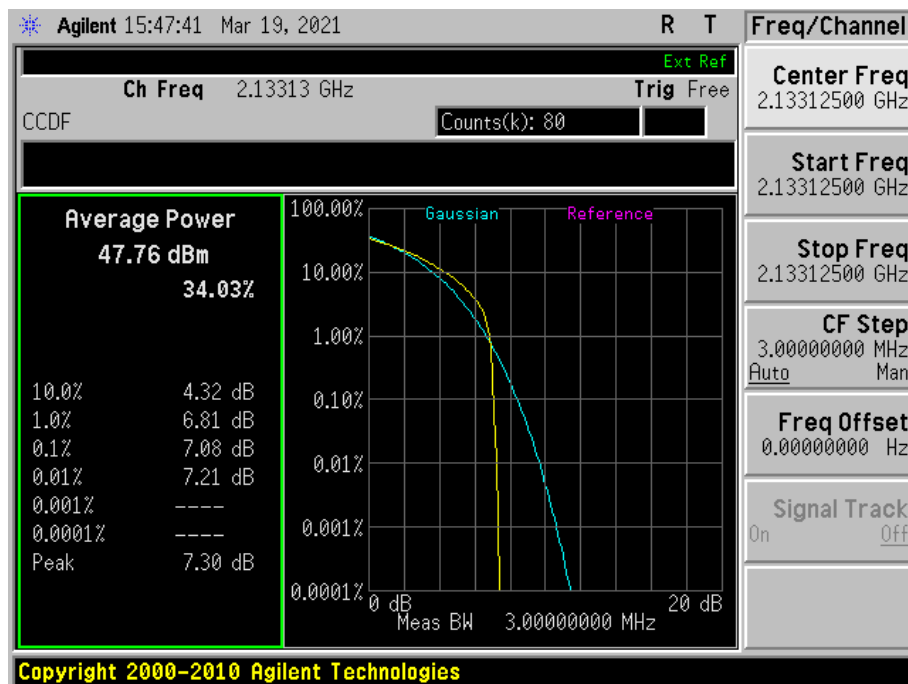 Agilent 15:47:41 Mar 19, 2021 R T
Ext Ref
Ch Freq 2.13313 GHz Trig Free
CCDF Counts(k): 80
Average Power
47.76 dBm
34.03%
10.0% 4.32 dB
1.0% 6.81 dB
0.1% 7.08 dB
0.01% 7.21 dB
0.001% ----
0.0001% ----
Peak 7.30 dB
Gaussian Reference
100.00%
10.00%
1.00%
0.10%
0.01%
0.001%
0.0001%
0 dB 20 dB
Meas BW 3.00000000 MHz
Freq/Channel
Center Freq
2.13312500 GHz
Start Freq
2.13312500 GHz
Stop Freq
2.13312500 GHz
CF Step
3.00000000 MHz
Auto Man
Freq Offset
0.00000000 Hz
Signal Track
On Off
Copyright 2000-2010 Agilent Technologies